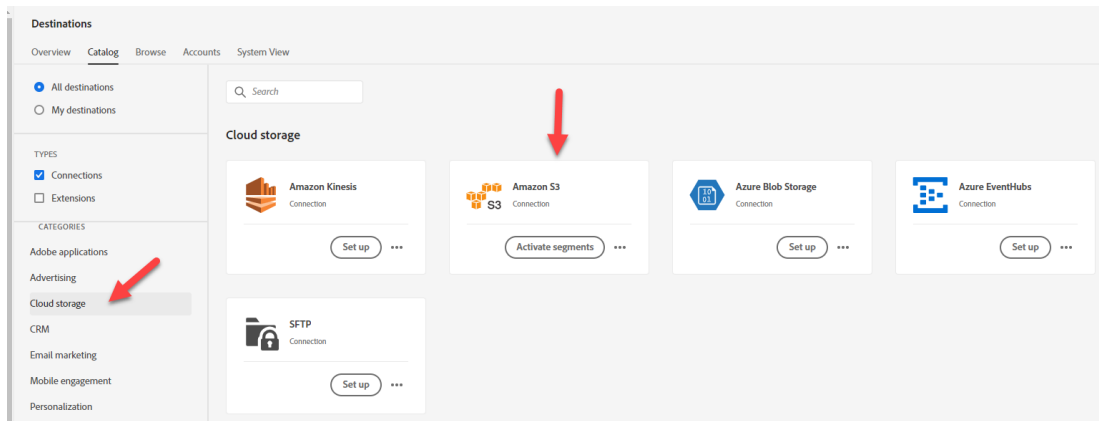 Destinations
Overview Catalog Browse Accounts System View
All destinations
My destinations
TYPES
Connections
Extensions
CATEGORIES
Adobe applications
Advertising
Cloud storage
CRM
Email marketing
Mobile engagement
Personalization
Search
Cloud storage
Amazon Kinesis
Connection
Set up
S3
Amazon S3
Connection
Activate segments
10
01
Azure Blob Storage
Connection
Set up
Azure EventHubs
Connection
Set up
SFTP
Connection
Set up